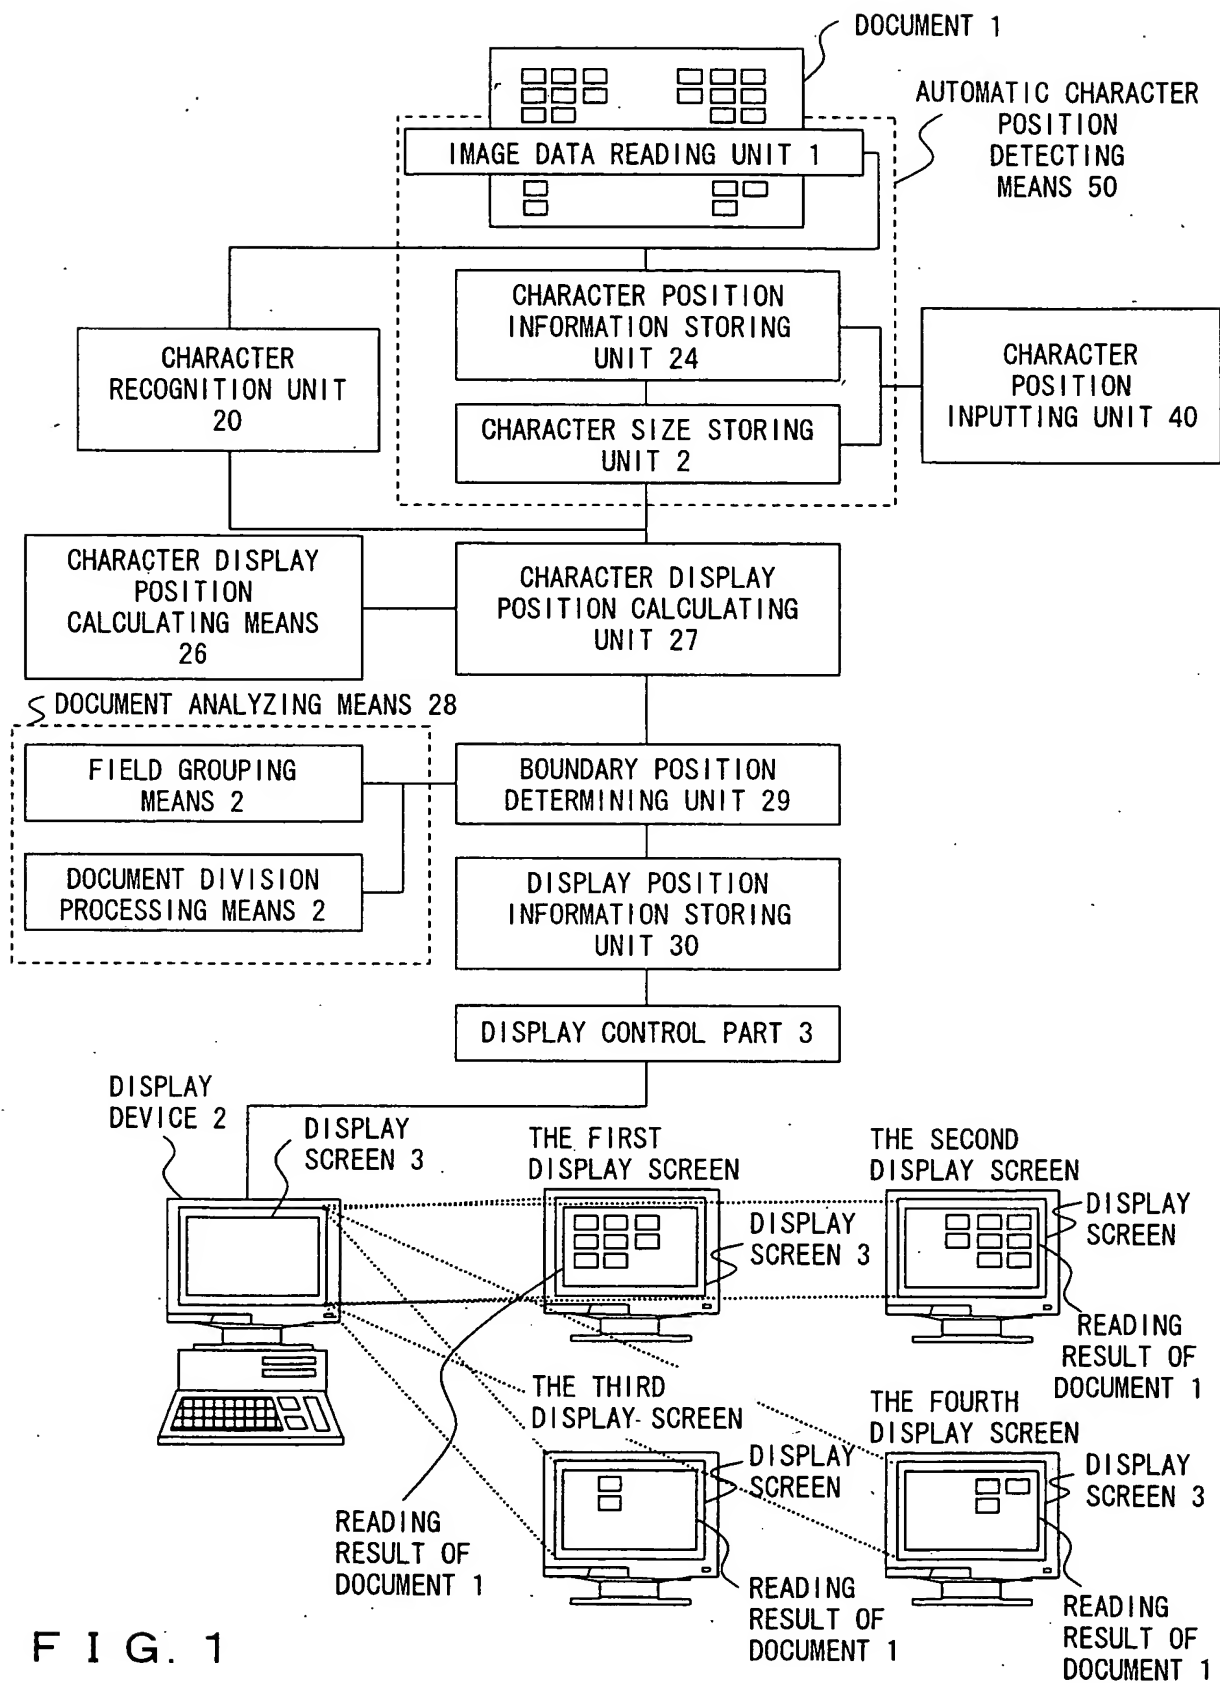 DOCUMENT 1
AUTOMATIC CHARACTER
POSITION
DETECTING
MEANS 50
IMAGE DATA READING UNIT 1
CHARACTER POSITION
INFORMATION STORING
UNIT 24
CHARACTER
RECOGNITION UNIT
20
CHARACTER
POSITION
INPUTTING UNIT 40
CHARACTER SIZE STORING
UNIT 2
CHARACTER DISPLAY
POSITION
CALCULATING MEANS
26
CHARACTER DISPLAY
POSITION CALCULATING
UNIT 27
DOCUMENT ANALYZING MEANS 28
FIELD GROUPING
MEANS 2
BOUNDARY POSITION
DETERMINING UNIT 29
DOCUMENT DIVISION
PROCESSING MEANS 2
DISPLAY POSITION
INFORMATION STORING
UNIT 30
DISPLAY CONTROL PART 3
DISPLAY
DEVICE 2
DISPLAY
SCREEN 3
THE FIRST
DISPLAY SCREEN
THE SECOND
DISPLAY SCREEN
DISPLAY
SCREEN 3
DISPLAY
SCREEN
READING
RESULT OF
DOCUMENT 1
THE THIRD
DISPLAY SCREEN
THE FOURTH
DISPLAY SCREEN
DISPLAY
SCREEN
DISPLAY
SCREEN 3
READING
RESULT OF
DOCUMENT 1
READING
RESULT OF
DOCUMENT 1
READING
RESULT OF
DOCUMENT 1
FIG. 1